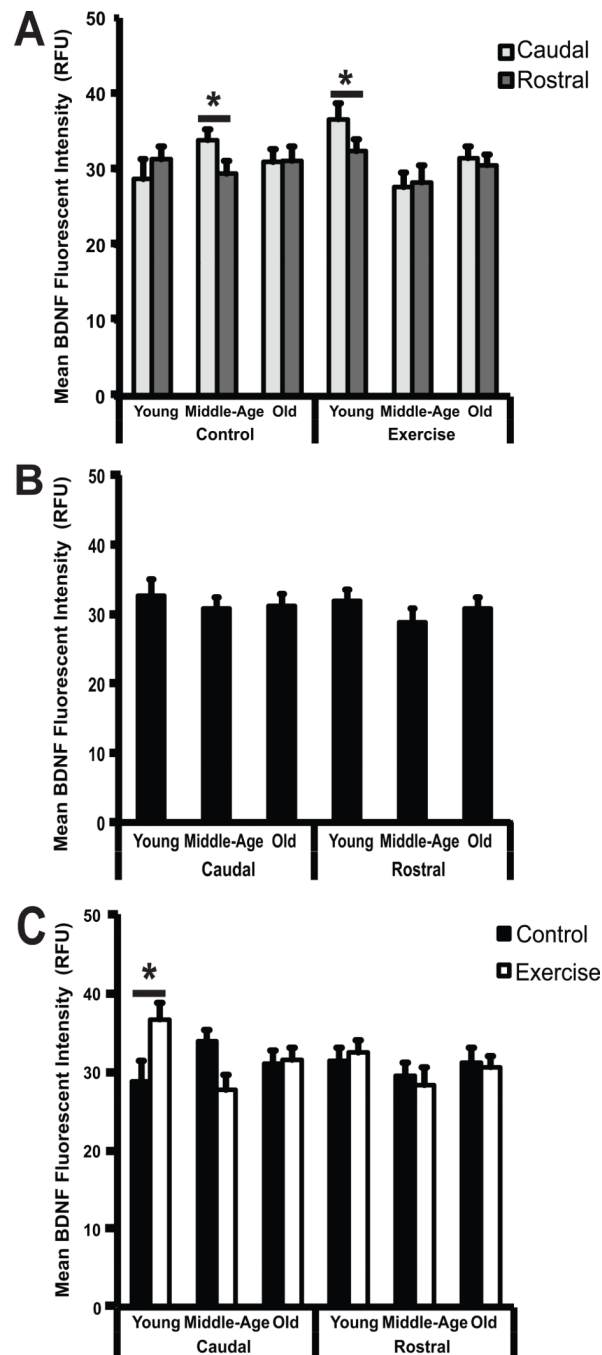 A
Mean BDNF Fluorescent Intensity (RFU)
50
40
30
20
10
0
*
*
Caudal
Rostral
Young Middle-Age Old Young Middle-Age Old
Control Exercise
B
Mean BDNF Fluorescent Intensity (RFU)
50
40
30
20
10
0
Young Middle-Age Old Young Middle-Age Old
Caudal Rostral
C
Mean BDNF Fluorescent Intensity (RFU)
50
40
30
20
10
0
*
Control
Exercise
Young Middle-Age Old Young Middle-Age Old
Caudal Rostral